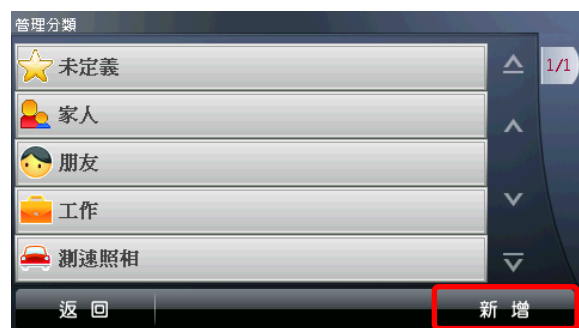 管理分類
未定義
1/1
家人
朋友
工作
測速照相
返回
新增